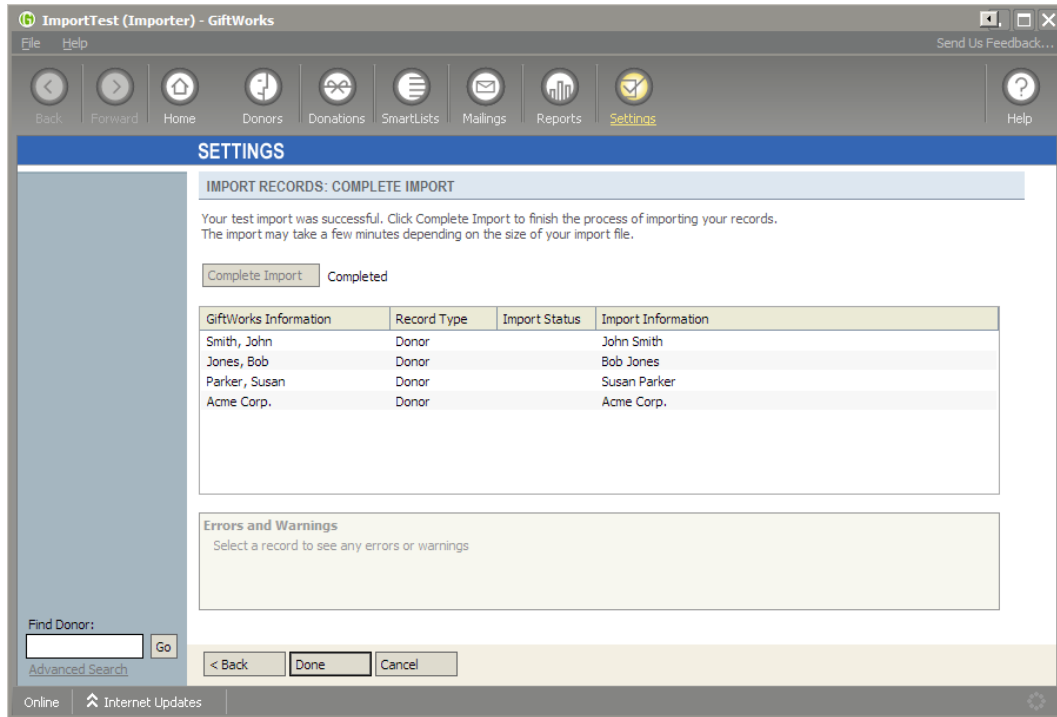 ImportTest (Importer) - GiftWorks
File Help Send Us Feedback...
Back Forward Home Donors Donations SmartLists Mailings Reports Settings Help
SETTINGS
IMPORT RECORDS: COMPLETE IMPORT
Your test import was successful. Click Complete Import to finish the process of importing your records.
The import may take a few minutes depending on the size of your import file.
Complete Import Completed
GiftWorks Information Record Type Import Status Import Information
Smith, John Donor John Smith
Jones, Bob Donor Bob Jones
Parker, Susan Donor Susan Parker
Acme Corp. Donor Acme Corp.
Errors and Warnings
Select a record to see any errors or warnings
Find Donor:
Go
Advanced Search
< Back Done Cancel
Online Internet Updates